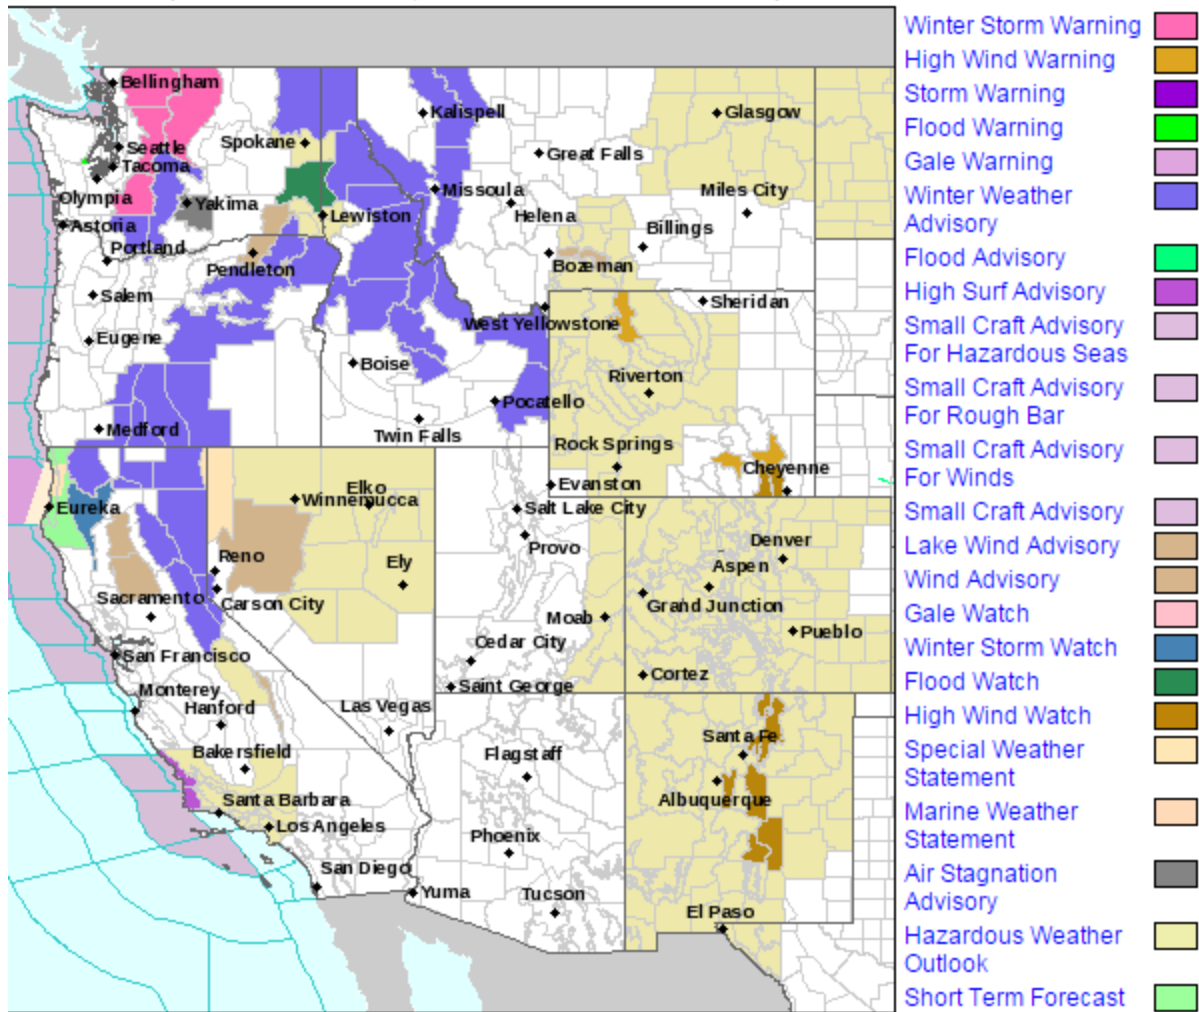 Bellingham
Seattle
Tacoma
Olympia
Yakima
Astoria
Portland
Salem
Eugene
Medford
Spokane
Lewiston
Pendleton
Kalispell
Missoula
Great Falls
Helena
Glasgow
Miles City
Billings
Bozeman
West Yellowstone
Sheridan
Boise
Pocatello
Twin Falls
Riverton
Rock Springs
Cheyenne
Evanston
Eureka
Elko
Winnemucca
Salt Lake City
Provo
Reno
Ely
Carson City
Sacramento
San Francisco
Denver
Aspen
Grand Junction
Moab
Pueblo
Cedar City
Cortez
Saint George
Monterey
Hanford
Las Vegas
Bakersfield
Santa Barbara
Los Angeles
San Diego
Flagstaff
Phoenix
Yuma
Tucson
Santa Fe
Albuquerque
El Paso
Winter Storm Warning
High Wind Warning
Storm Warning
Flood Warning
Gale Warning
Winter Weather
Advisory
Flood Advisory
High Surf Advisory
Small Craft Advisory
For Hazardous Seas
Small Craft Advisory
For Rough Bar
Small Craft Advisory
For Winds
Small Craft Advisory
Lake Wind Advisory
Wind Advisory
Gale Watch
Winter Storm Watch
Flood Watch
High Wind Watch
Special Weather
Statement
Marine Weather
Statement
Air Stagnation
Advisory
Hazardous Weather
Outlook
Short Term Forecast